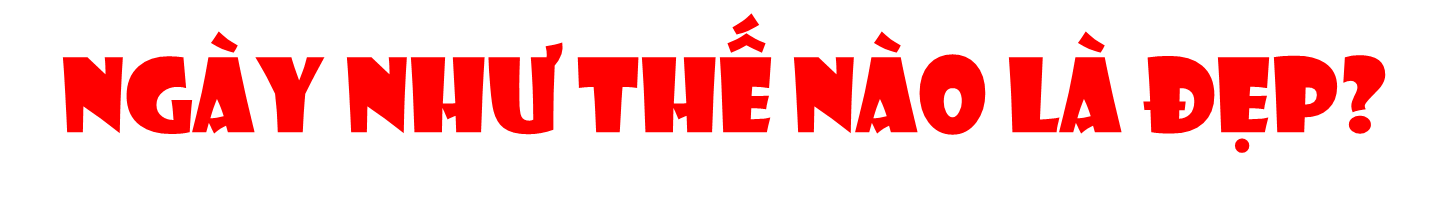 NGÀY NHƯ THẾ NÀO LÀ ĐẸP?